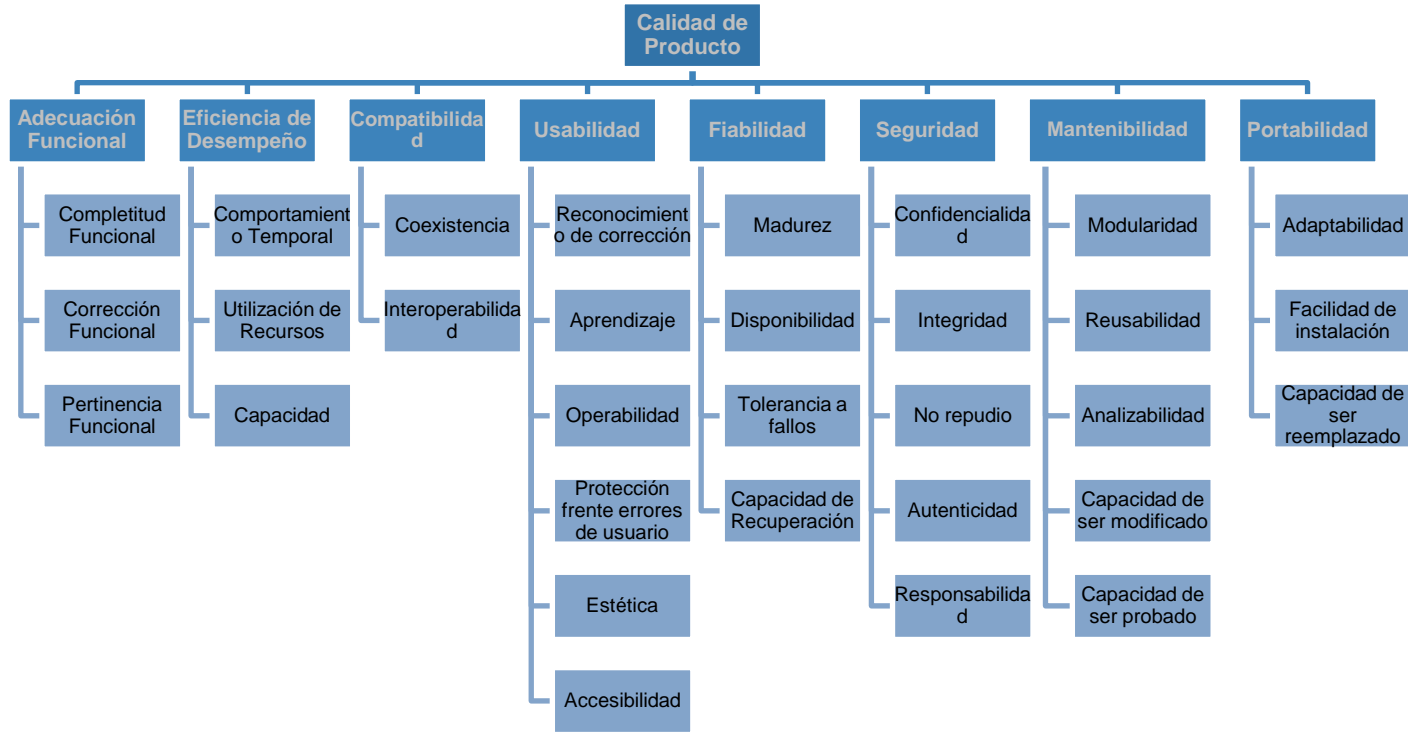 Calidad de
Producto
Adecuación
Funcional
Eficiencia de
Desempeño
Compatibilida
d
Usabilidad
Fiabilidad
Seguridad
Mantenibilidad
Portabilidad
Completitud
Funcional
Corrección
Funcional
Pertinencia
Funcional
Comportamient
o Temporal
Utilización de
Recursos
Capacidad
Coexistencia
Interoperabilida
d
Reconocimient
o de corrección
Aprendizaje
Operabilidad
Protección
frente errores
de usuario
Estética
Accesibilidad
Madurez
Disponibilidad
Tolerancia a
fallos
Capacidad de
Recuperación
Confidencialida
d
Integridad
No repudio
Autenticidad
Responsabilida
d
Modularidad
Reusabilidad
Analizabilidad
Capacidad de
ser modificado
Capacidad de
ser probado
Adaptabilidad
Facilidad de
instalación
Capacidad de
ser
reemplazado